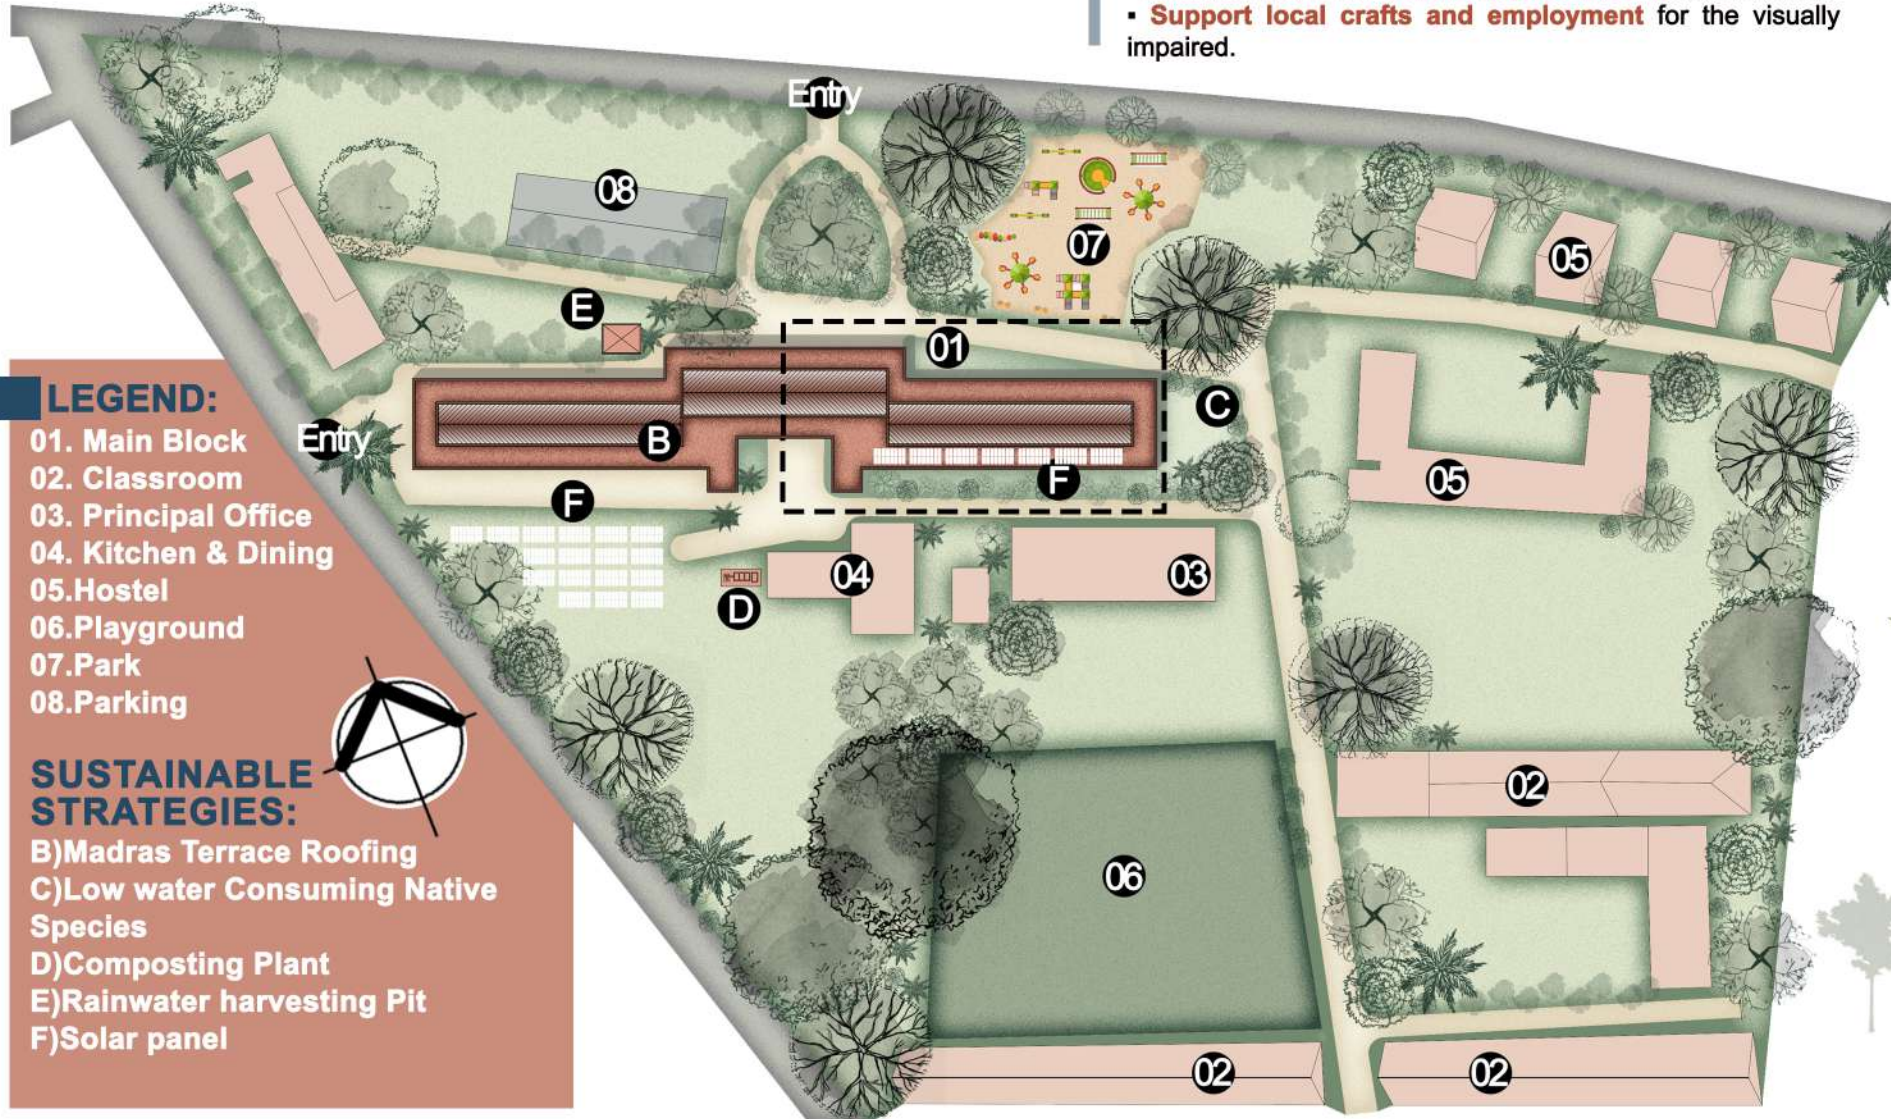 ▪ Support local crafts and employment for the visually
impaired.
Entry
08
07
05
E
01
C
LEGEND:
01. Main Block
02. Classroom
03. Principal Office
04. Kitchen & Dining
05.Hostel
06.Playground
07.Park
08.Parking
Entry
B
F
F
05
04
03
D
SUSTAINABLE
STRATEGIES:
B)Madras Terrace Roofing
C)Low water Consuming Native
Species
D)Composting Plant
E)Rainwater harvesting Pit
F)Solar panel
02
06
02
02